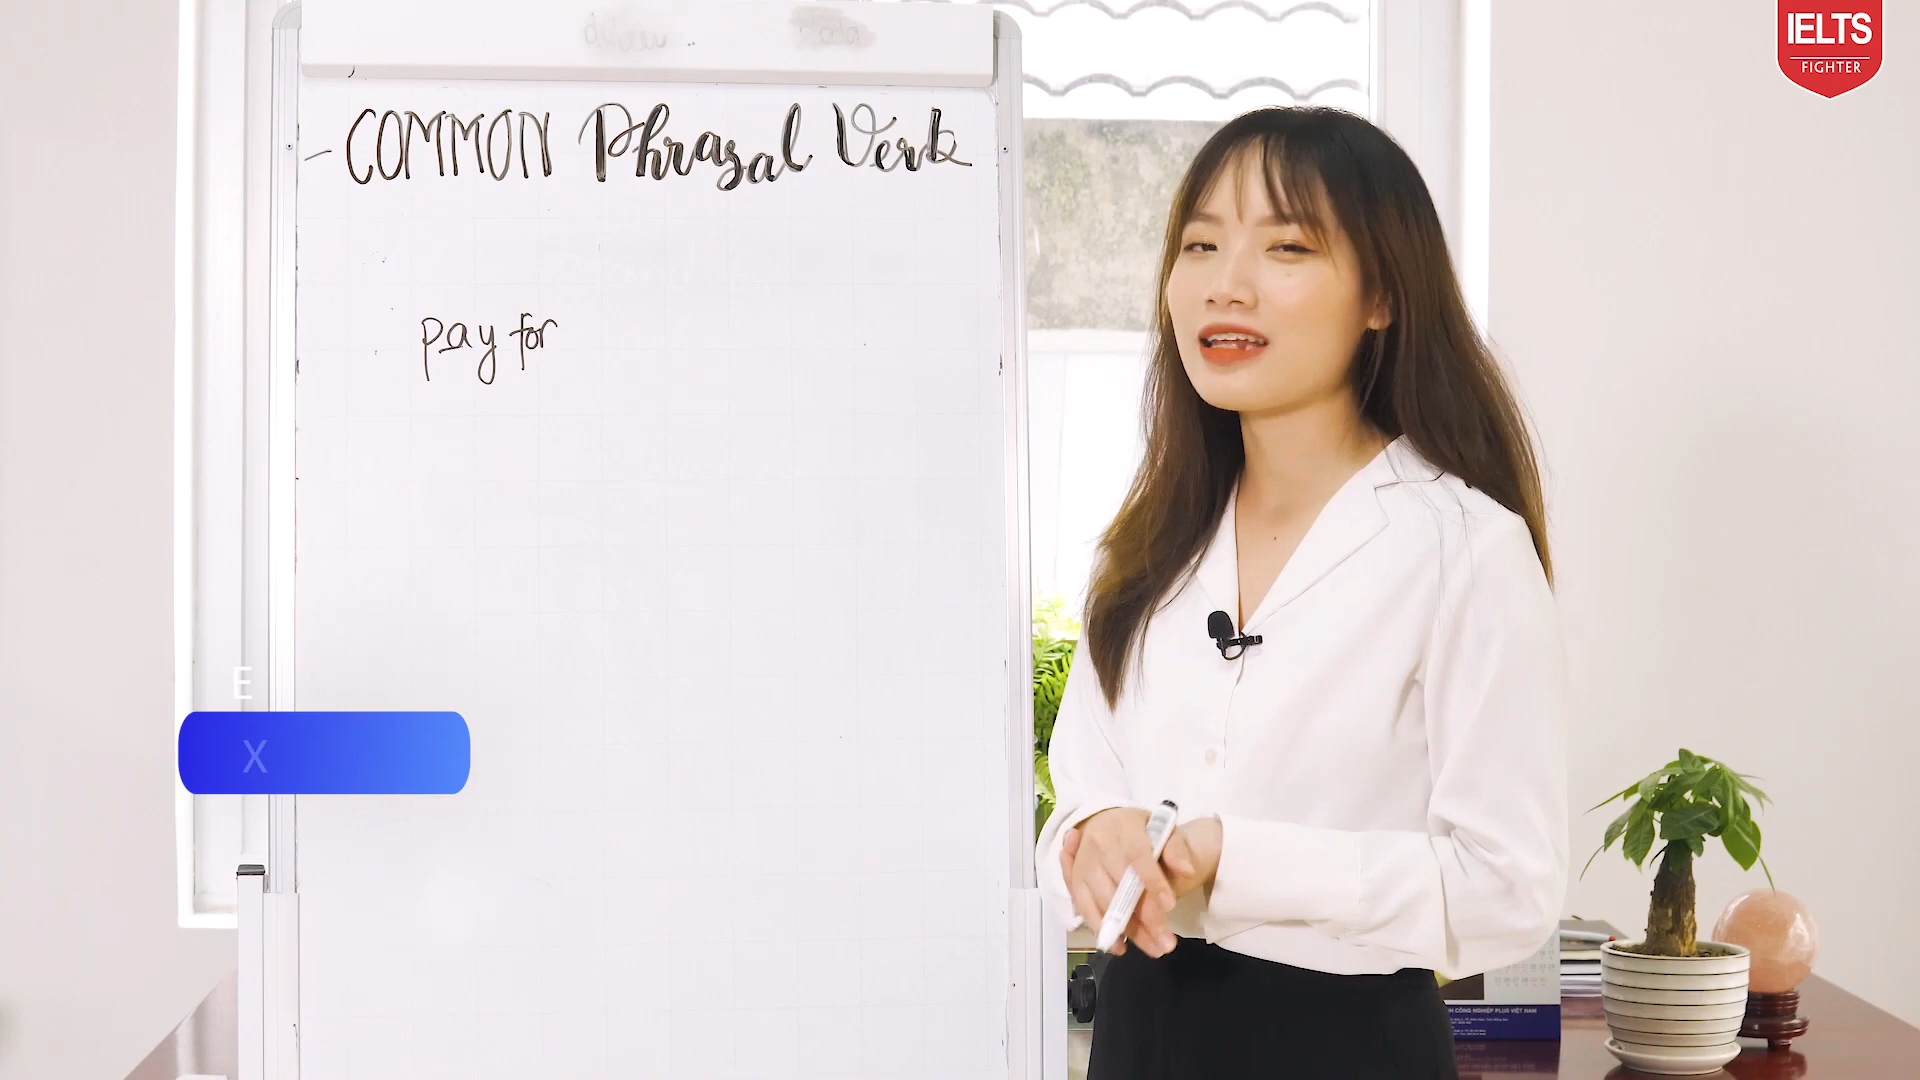 IELTS
FIGHTER
- COMMON Phrasal Verb
pay for
E
X